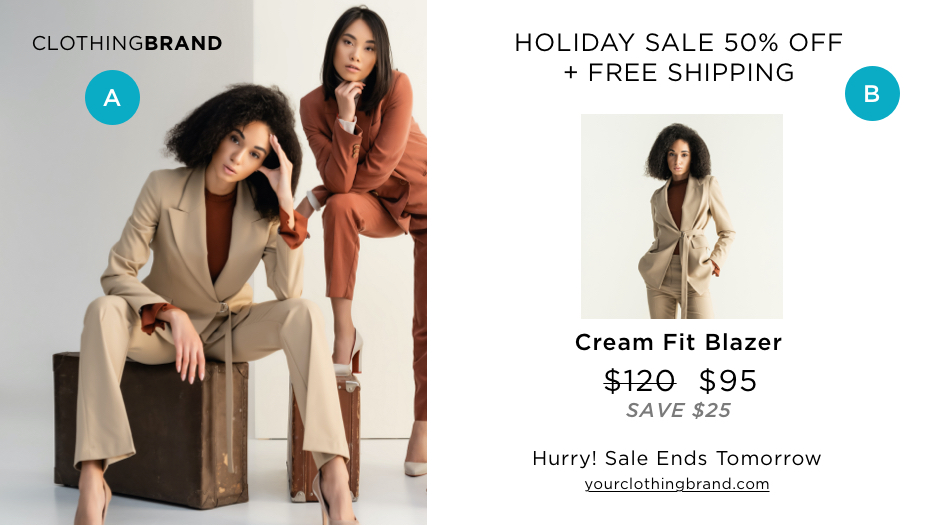 CLOTHINGBRAND
A
HOLIDAY SALE 50% OFF
+ FREE SHIPPING
B
Cream Fit Blazer
$120 $95
SAVE $25
Hurry! Sale Ends Tomorrow
yourclothingbrand.com